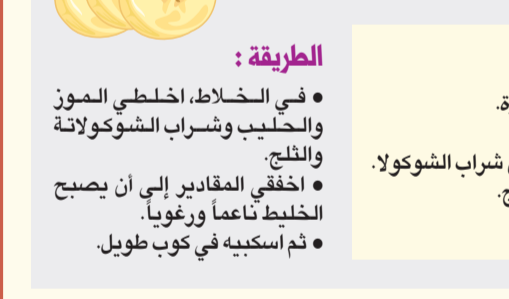 الطريقة :
• في الخلاط، اخلطي الموز
والحليب وشراب الشوكولاتة
والثلج.
• اخفقي المقادير إلى أن يصبح
الخليط ناعماً ورغوياً.
• ثم اسكبيه في كوب طويل.
شراب الشوكولا.